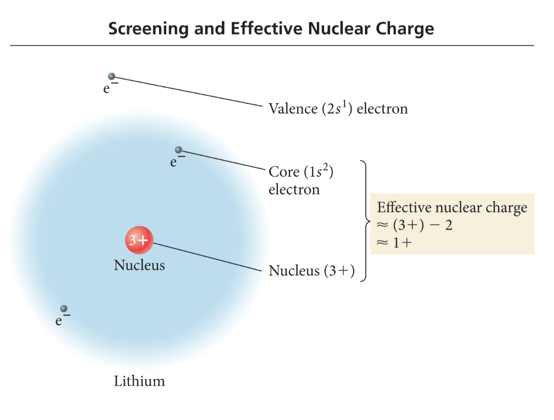 Screening and Effective Nuclear Charge
e⁻
Valence (2s¹) electron
e⁻
Core (1s²)
electron
Effective nuclear charge
≈ (3+) − 2
≈ 1+
3+
Nucleus
Nucleus (3+)
e⁻
Lithium